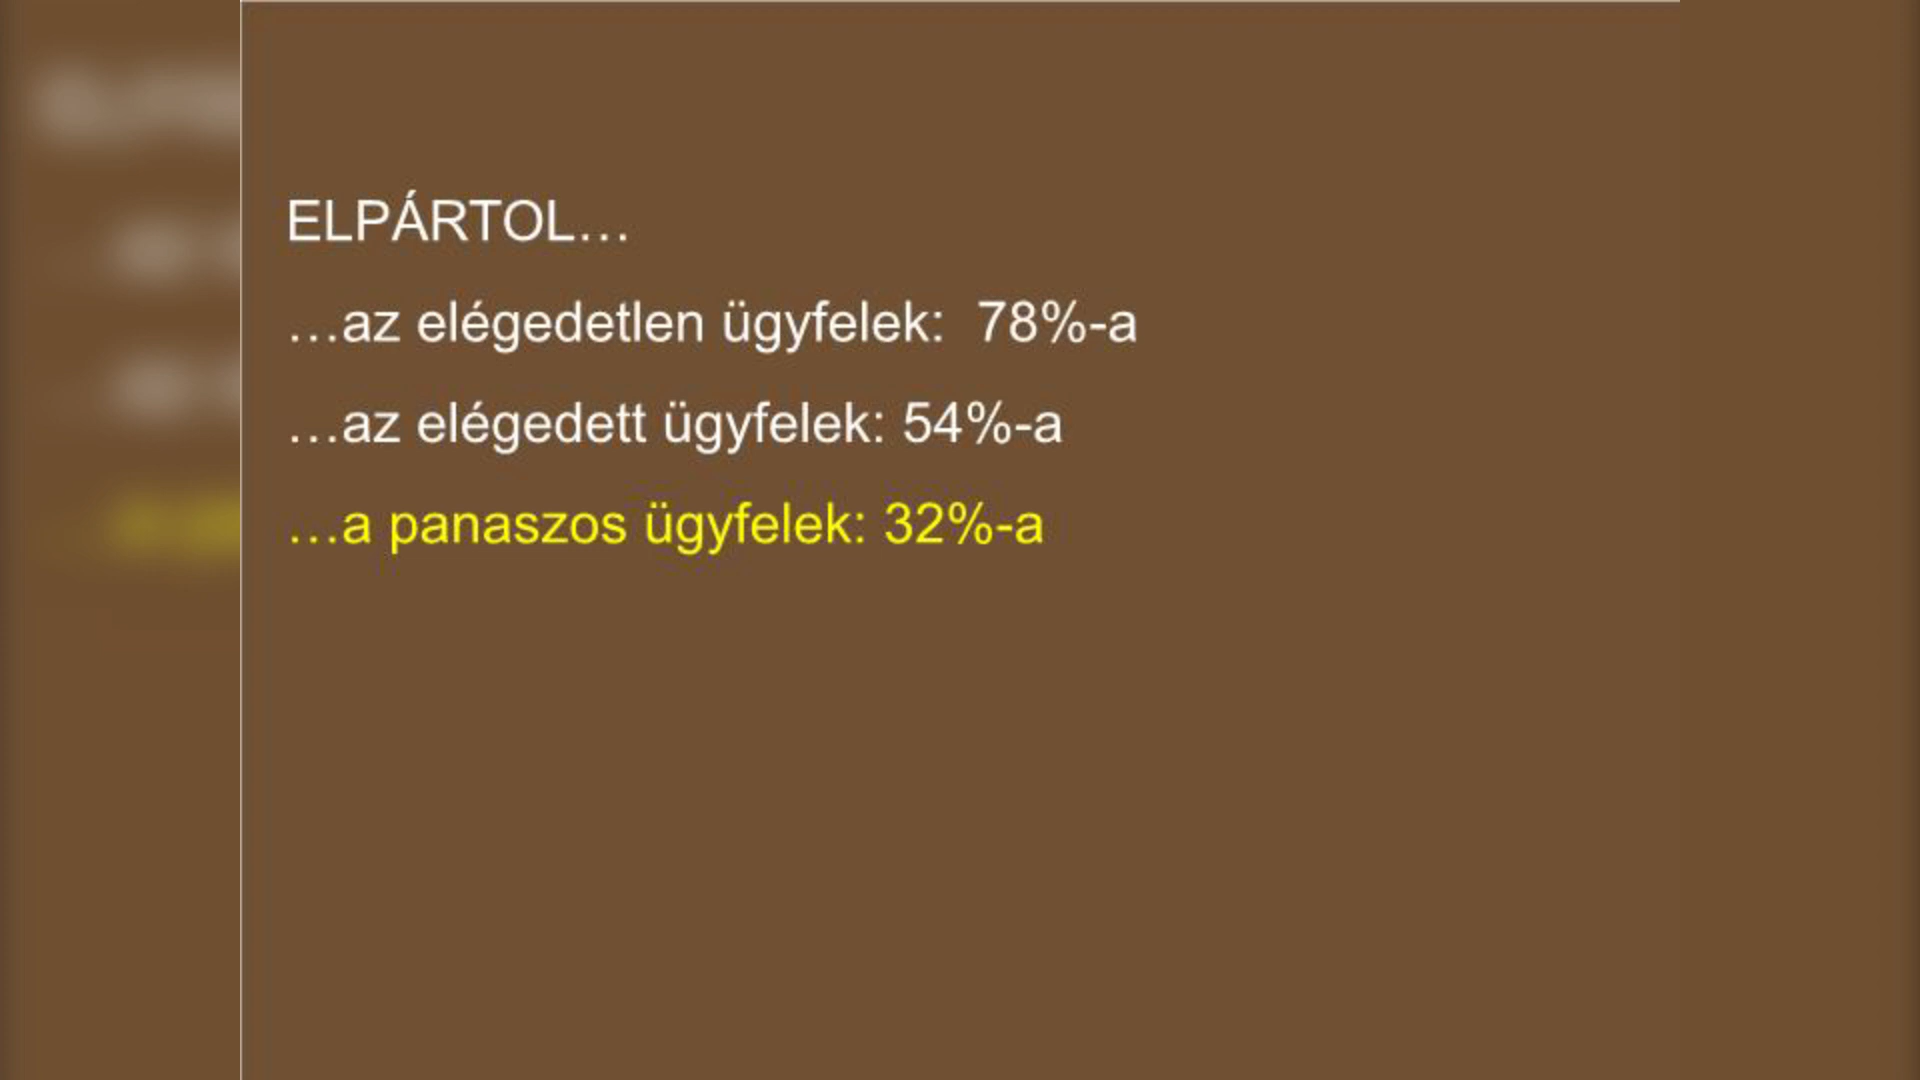 ELPÁRTOL…
…az elégedetlen ügyfelek:  78%-a
…az elégedett ügyfelek: 54%-a
…a panaszos ügyfelek: 32%-a